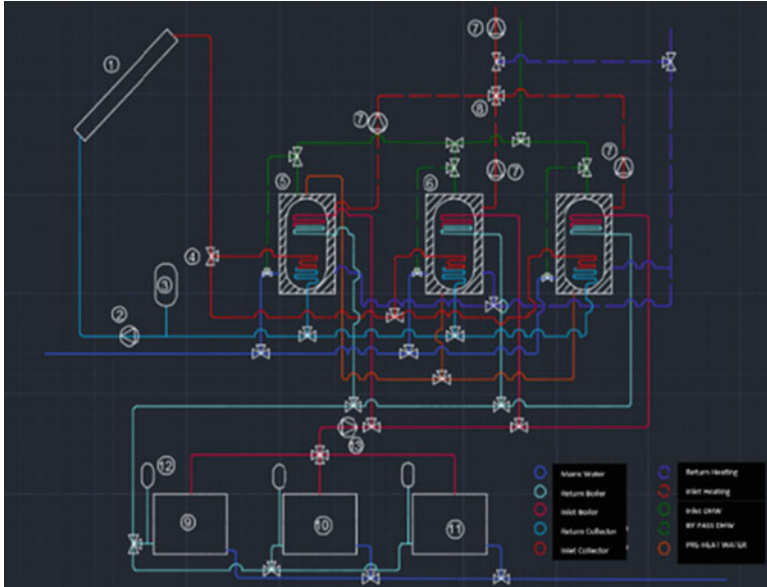 ⑦
①
⑧
⑦
⑦
⑦
⑤
⑥
④
③
②
⑬
⑫
⑨
⑩
⑪
Mains Water
Return Boiler
Inlet Boiler
Return Collector
Inlet Collector
Return Heating
Inlet Heating
Inlet DHW
BY PASS DHW
PRE-HEAT WATER